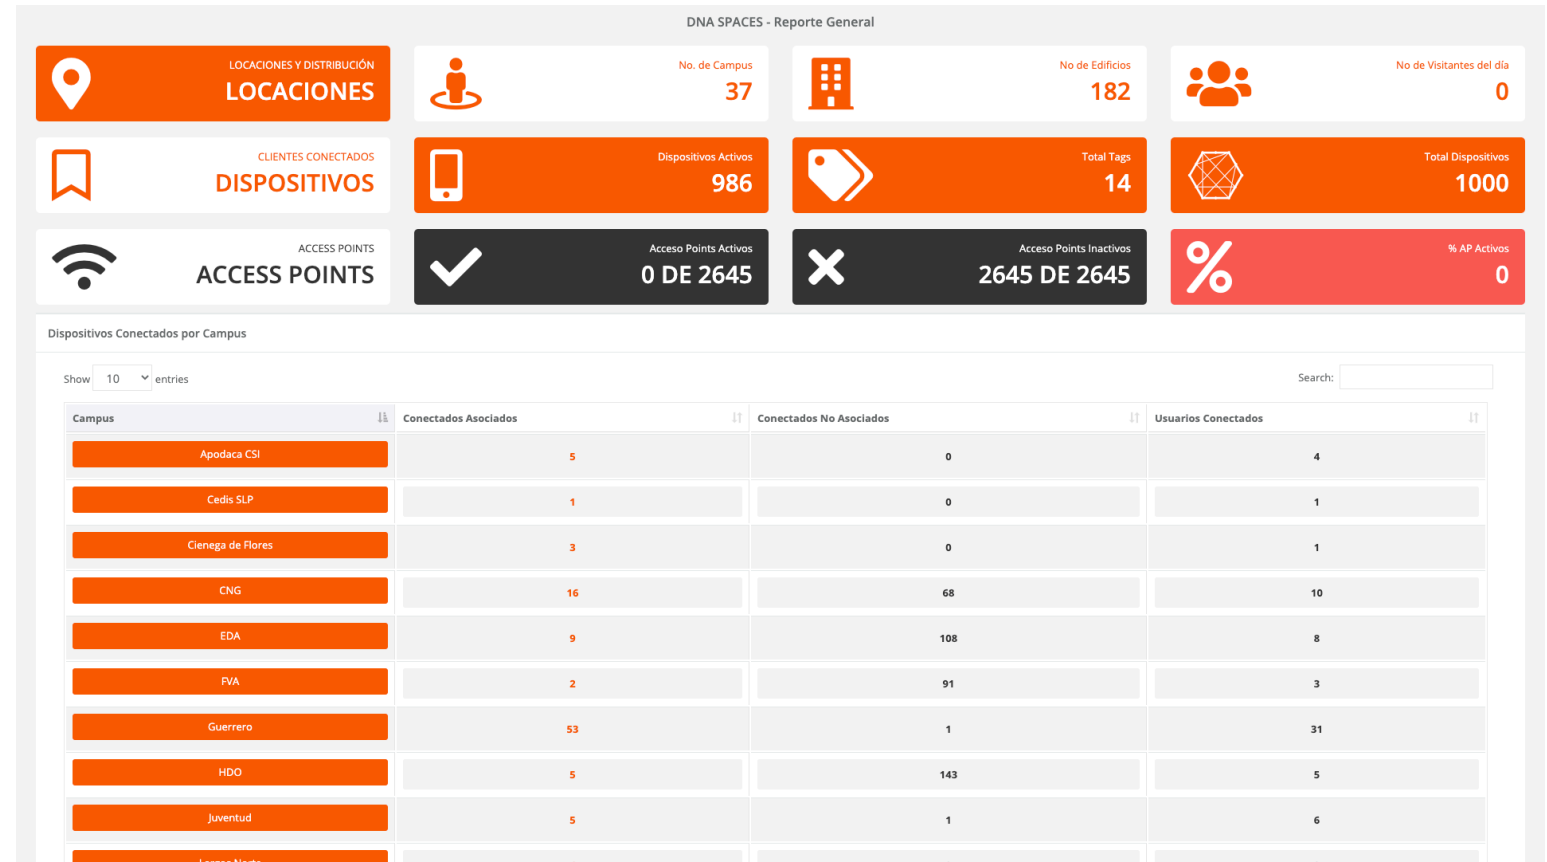 DNA SPACES - Reporte General
LOCACIONES Y DISTRIBUCIÓN
LOCACIONES
No. de Campus
37
No de Edificios
182
No de Visitantes del día
0
CLIENTES CONECTADOS
DISPOSITIVOS
Dispositivos Activos
986
Total Tags
14
Total Dispositivos
1000
ACCESS POINTS
ACCESS POINTS
Acceso Points Activos
0 DE 2645
Acceso Points Inactivos
2645 DE 2645
% AP Activos
0
Dispositivos Conectados por Campus
Show 10 entries
Search:
Campus Conectados Asociados Conectados No Asociados Usuarios Conectados
Apodaca CSI 5 0 4
Cedis SLP 1 0 1
Cienega de Flores 3 0 1
CNG 16 68 10
EDA 9 108 8
FVA 2 91 3
Guerrero 53 1 31
HDO 5 143 5
Juventud 5 1 6